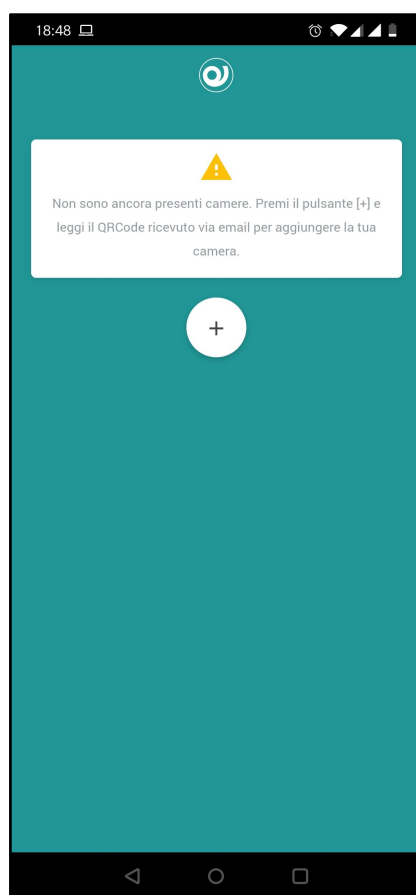 18:48
Non sono ancora presenti camere. Premi il pulsante [+] e
leggi il QRCode ricevuto via email per aggiungere la tua
camera.
+